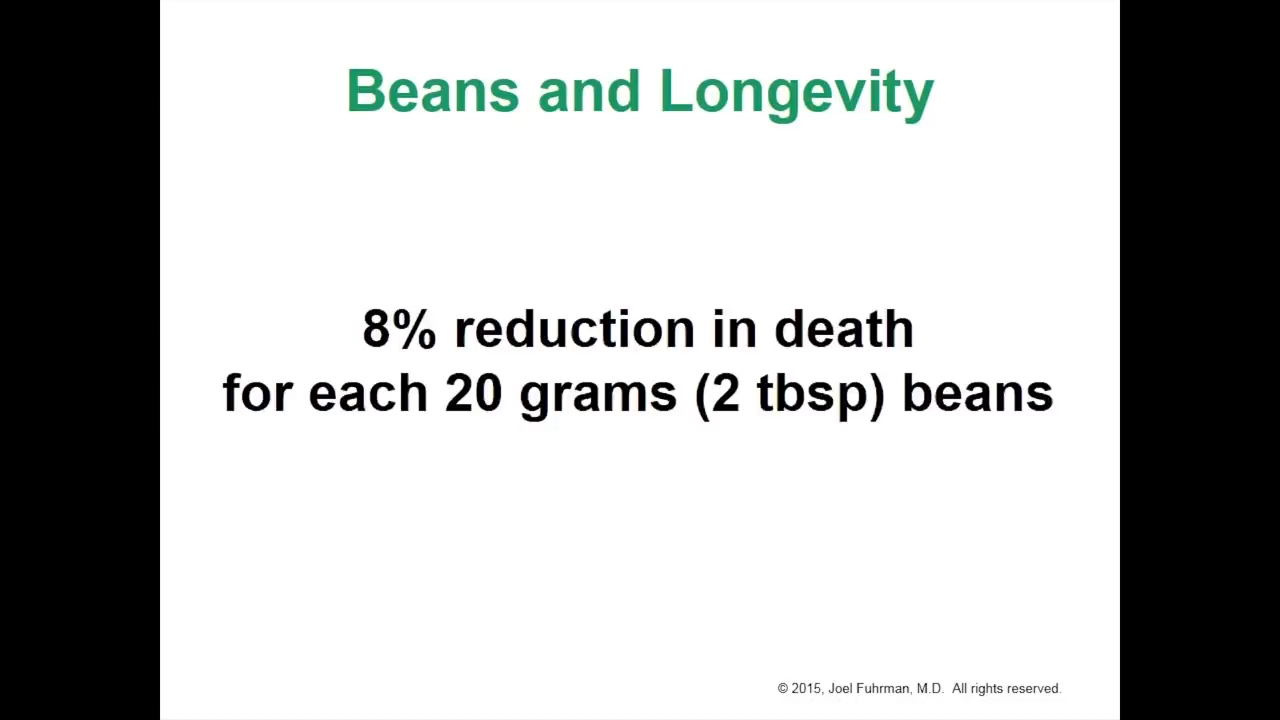 Beans and Longevity
8% reduction in death
for each 20 grams (2 tbsp) beans
© 2015, Joel Fuhrman, M.D.  All rights reserved.